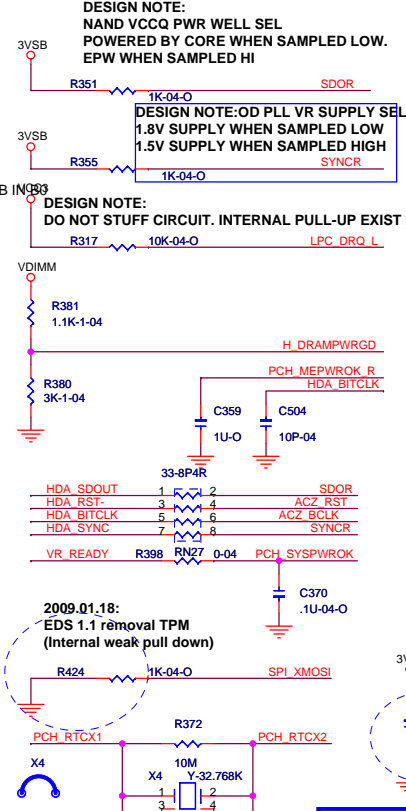 DESIGN NOTE:
NAND VCCQ PWR WELL SEL
POWERED BY CORE WHEN SAMPLED LOW.
EPW WHEN SAMPLED HI
3VSB
R351
SDOR
1K-04-O
DESIGN NOTE:OD PLL VR SUPPLY SEL
1.8V SUPPLY WHEN SAMPLED LOW
1.5V SUPPLY WHEN SAMPLED HIGH
3VSB
R355
SYNCR
1K-04-O
DESIGN NOTE:
DO NOT STUFF CIRCUIT. INTERNAL PULL-UP EXIST
R317
10K-04-O
LPC_DRQ_L
VDIMM
R381
1.1K-1-04
H_DRAMPWRGD
R380
3K-1-04
PCH_MEPWROK_R
HDA_BITCLK
C359
1U-O
C504
10P-04
33-8P4R
HDA_SDOUT 1 2 SDOR
HDA_RST- 3 4 ACZ_RST
HDA_BITCLK 5 6 ACZ_BCLK
HDA_SYNC 7 8 SYNCR
VR_READY R398 RN27 0-04 PCH_SYSPWROK
C370
.1U-04-O
2009.01.18:
EDS 1.1 removal TPM
(Internal weak pull down)
R424
1K-04-O
SPI_XMOSI
R372
PCH_RTCX1
PCH_RTCX2
10M
X4
X4 Y-32.768K
1 2
3 4